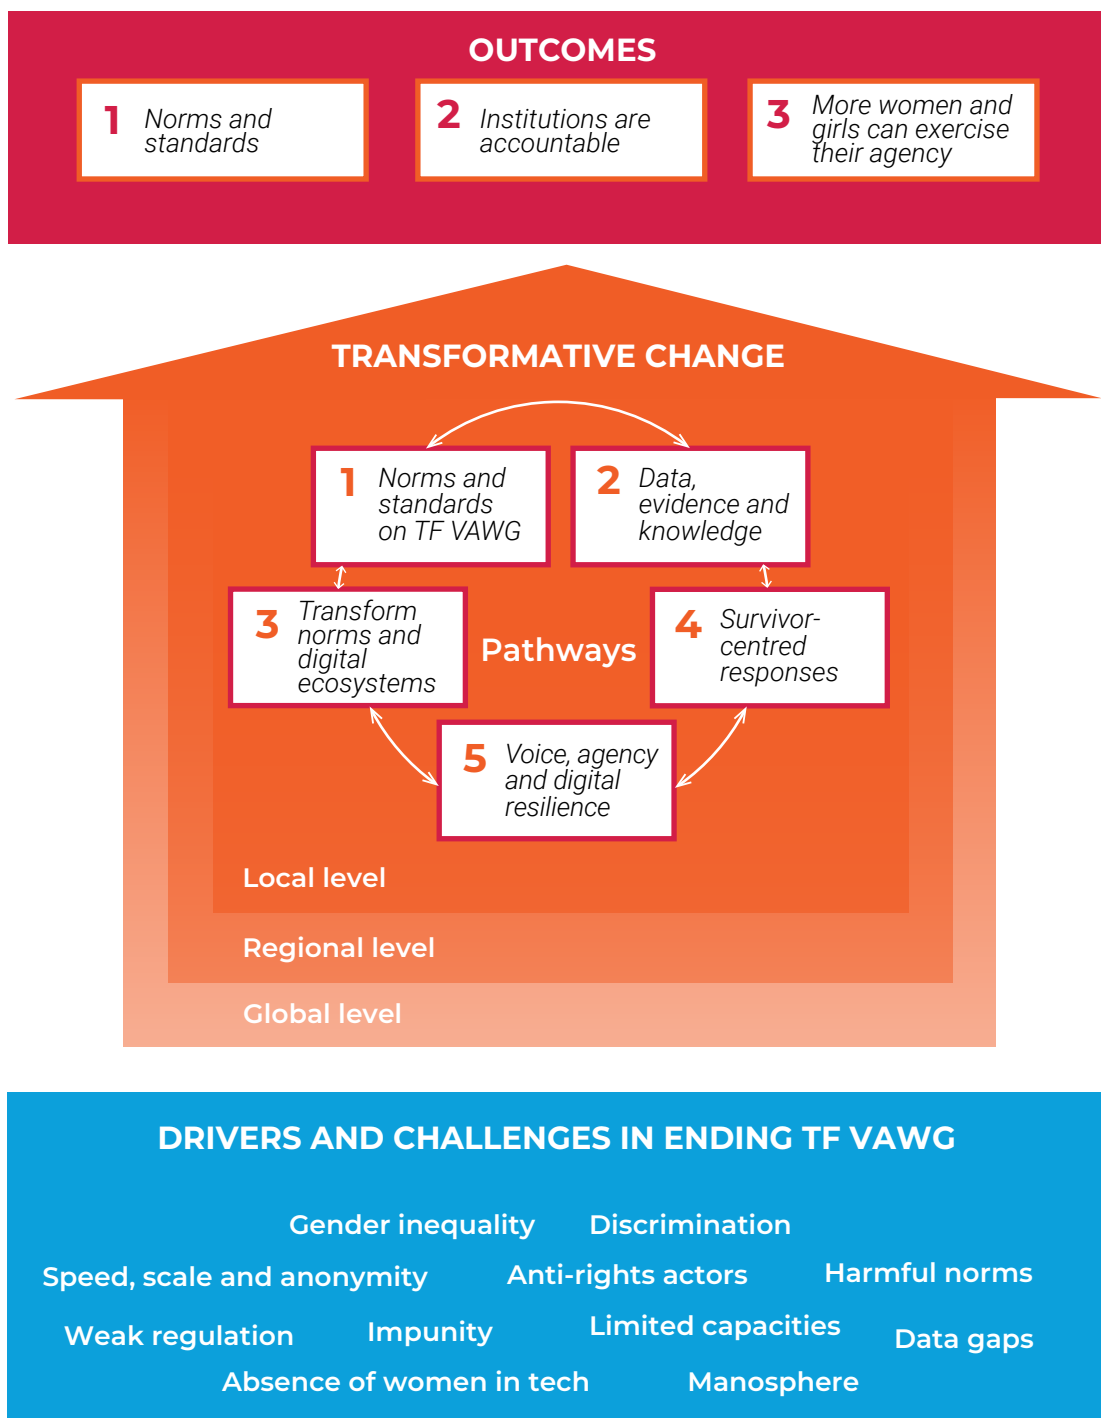 OUTCOMES
1
Norms and
standards
2
Institutions are
accountable
3
More women and
girls can exercise
their agency
TRANSFORMATIVE CHANGE
1
Norms and
standards
on TF VAWG
2
Data,
evidence and
knowledge
3
Transform
norms and
digital
ecosystems
Pathways
4
Survivor-
centred
responses
5
Voice, agency
and digital
resilience
Local level
Regional level
Global level
DRIVERS AND CHALLENGES IN ENDING TF VAWG
Gender inequality
Discrimination
Speed, scale and anonymity
Anti-rights actors
Harmful norms
Weak regulation
Impunity
Limited capacities
Data gaps
Absence of women in tech
Manosphere